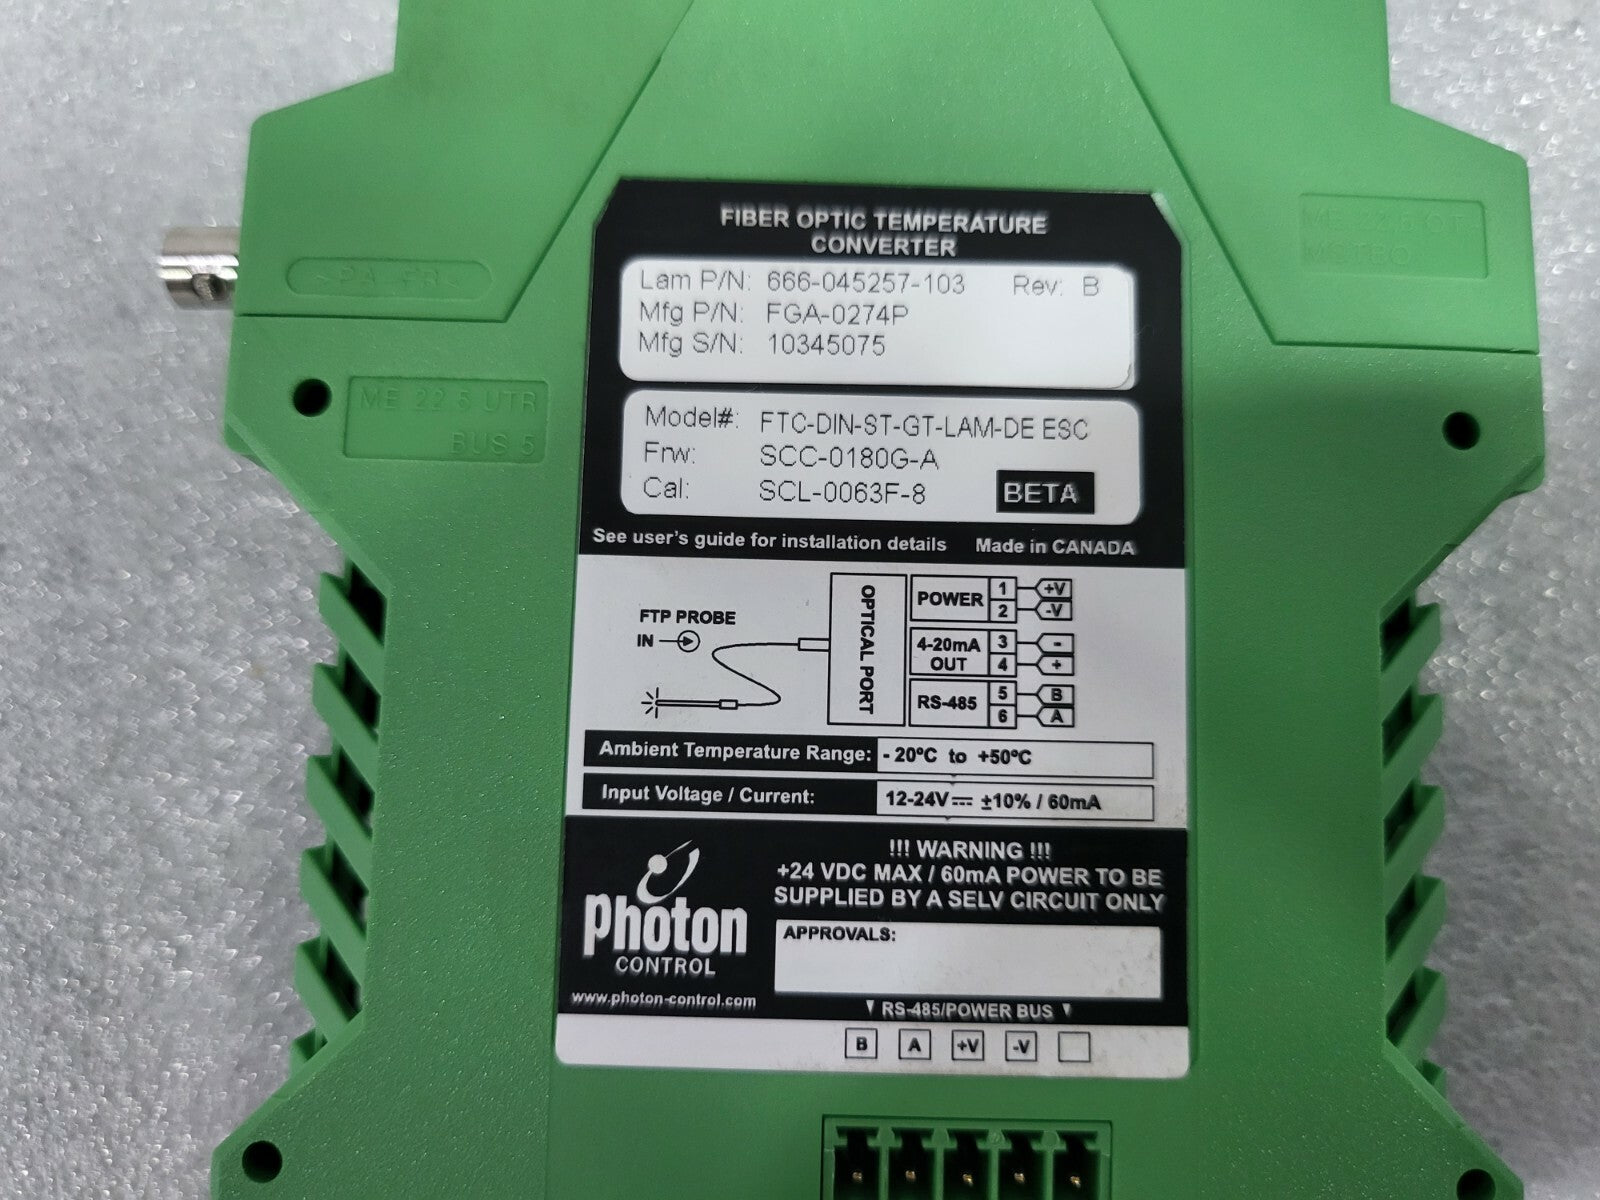 FIBER OPTIC TEMPERATURE
CONVERTER
Lam P/N: 666-045257-103 Rev: B
Mfg P/N: FGA-0274P
Mfg S/N: 10345075
>PA-FR<
ME 22 5 UTR
BUS 5
Model#: FTC-DIN-ST-GT-LAM-DE ESC
Frw: SCC-0180G-A
Cal: SCL-0063F-8 BETA
See user's guide for installation details Made in CANADA
FTP PROBE
IN
OPTICAL PORT
POWER 1 +V
2 -V
4-20mA 3 -
OUT 4 +
RS-485 5 B
6 A
Ambient Temperature Range: - 20ºC to +50ºC
Input Voltage / Current: 12-24V⎓ ±10% / 60mA
!!! WARNING !!!
+24 VDC MAX / 60mA POWER TO BE
SUPPLIED BY A SELV CIRCUIT ONLY
Photon
CONTROL
www.photon-control.com
APPROVALS:
▼ RS-485/POWER BUS ▼
B A +V -V